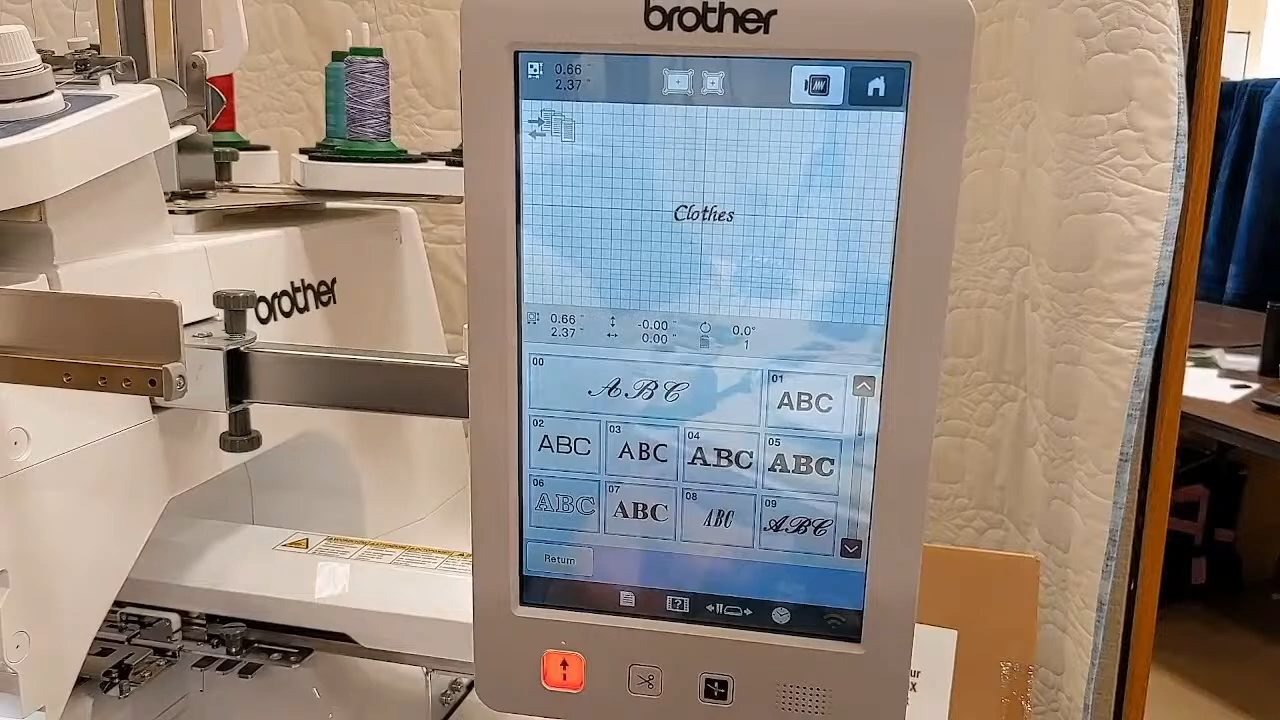 brother
0.66 "
2.37 "
Clothes
0.66 " -0.00 " 0.0°
2.37 " 0.00 " 1
00 ABC
01 ABC
02 ABC
03 ABC
04 ABC
05 ABC
06 ABC
07 ABC
08 ABC
09 ABC
Return
brother
ur
X